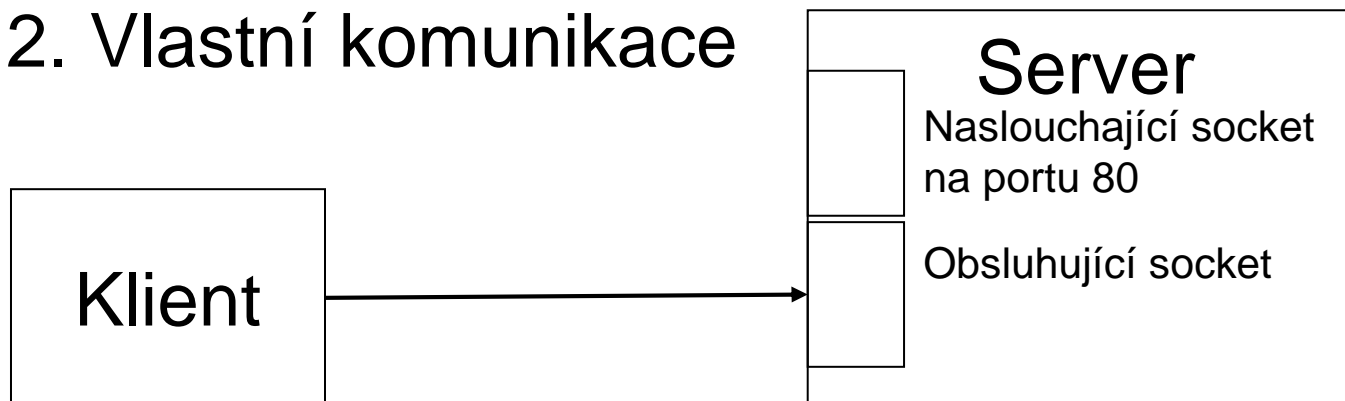 2. Vlastní komunikace
Server
Naslouchající socket
na portu 80
Obsluhující socket
Klient